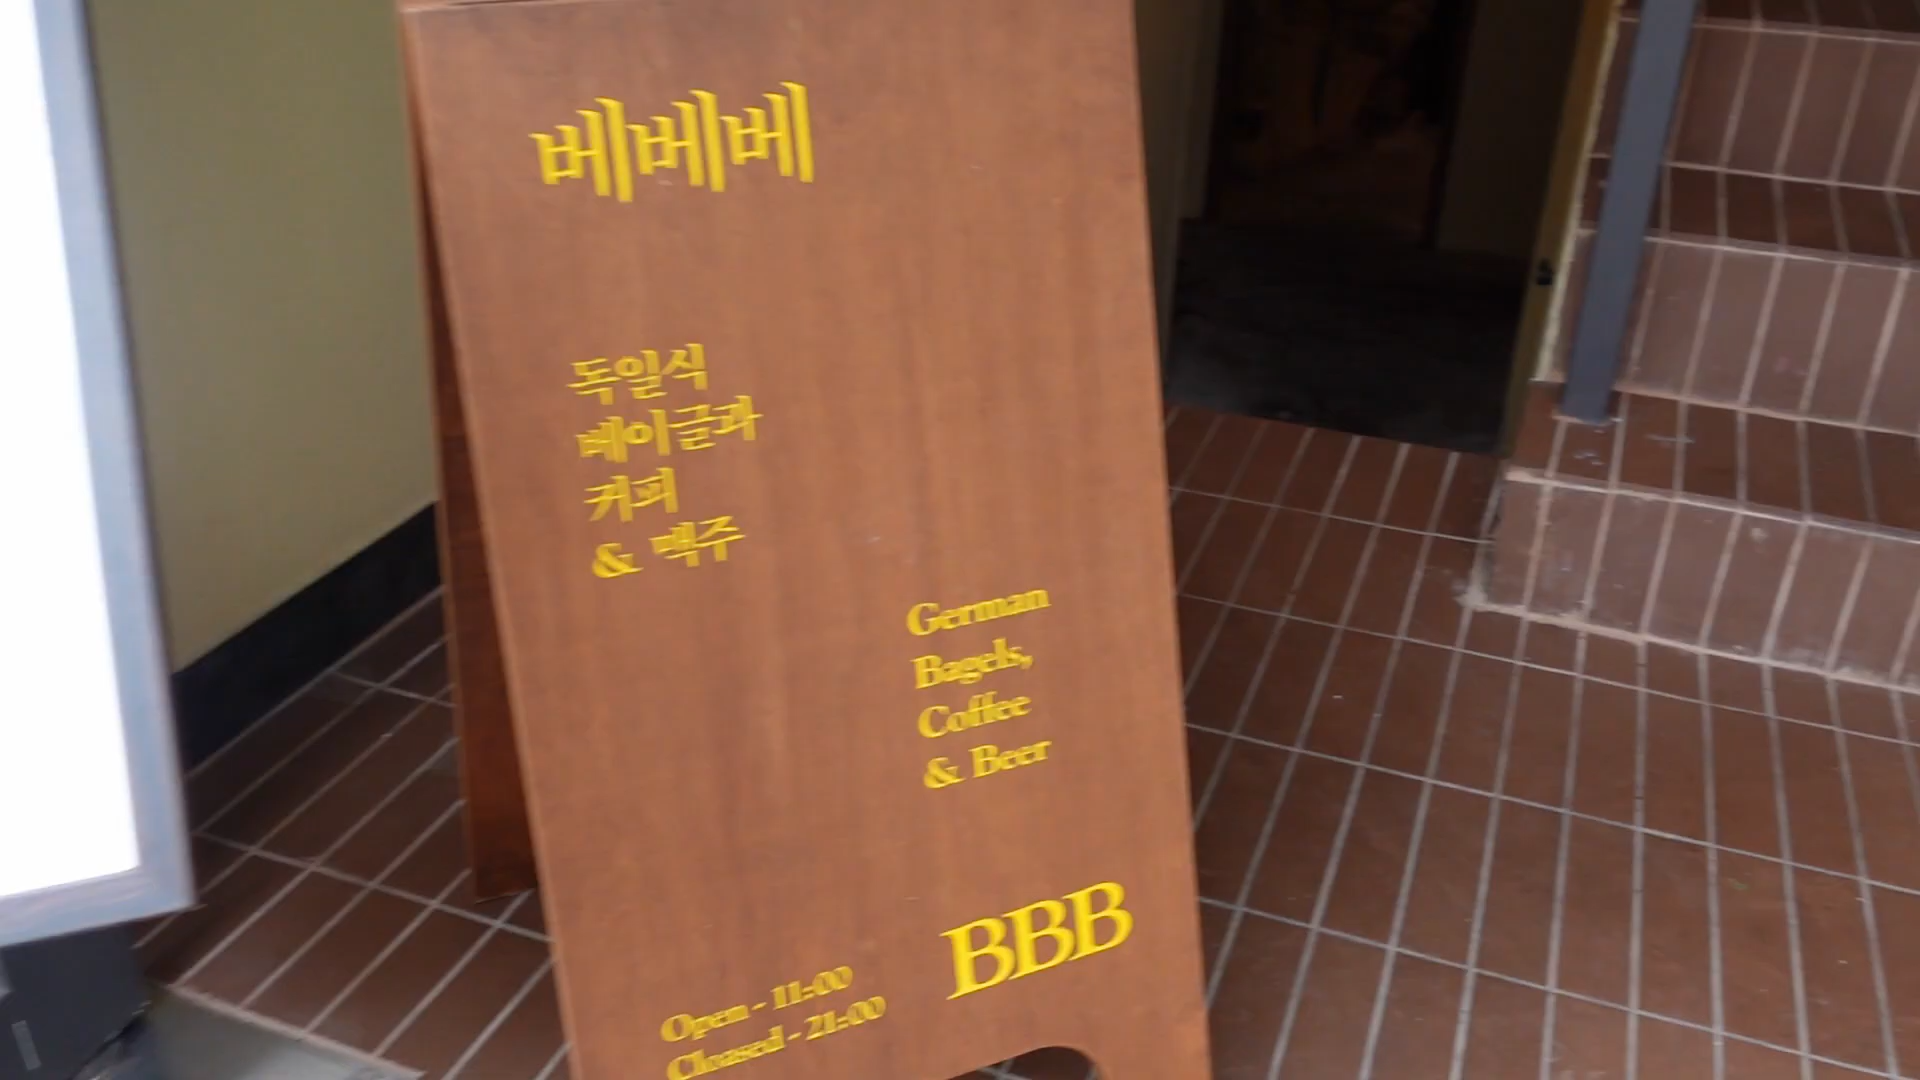 베베베
독일식
베이글과
커피
& 맥주
German
Bagels,
Coffee
& Beer
BBB
Open - 11:00
Cloased - 21:00